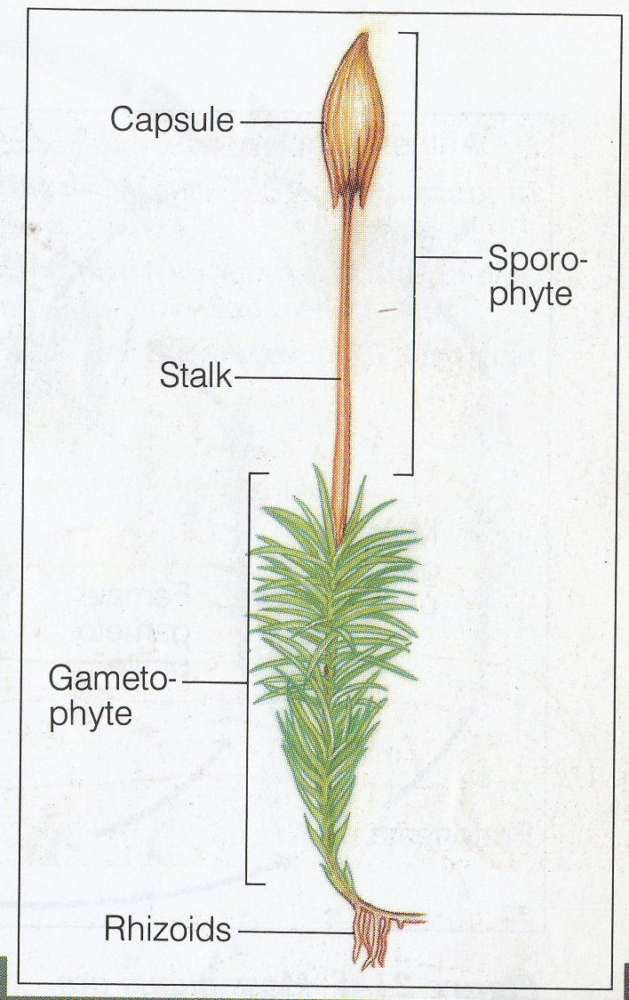 Capsule
Sporo-
phyte
Stalk
Gameto-
phyte
Rhizoids